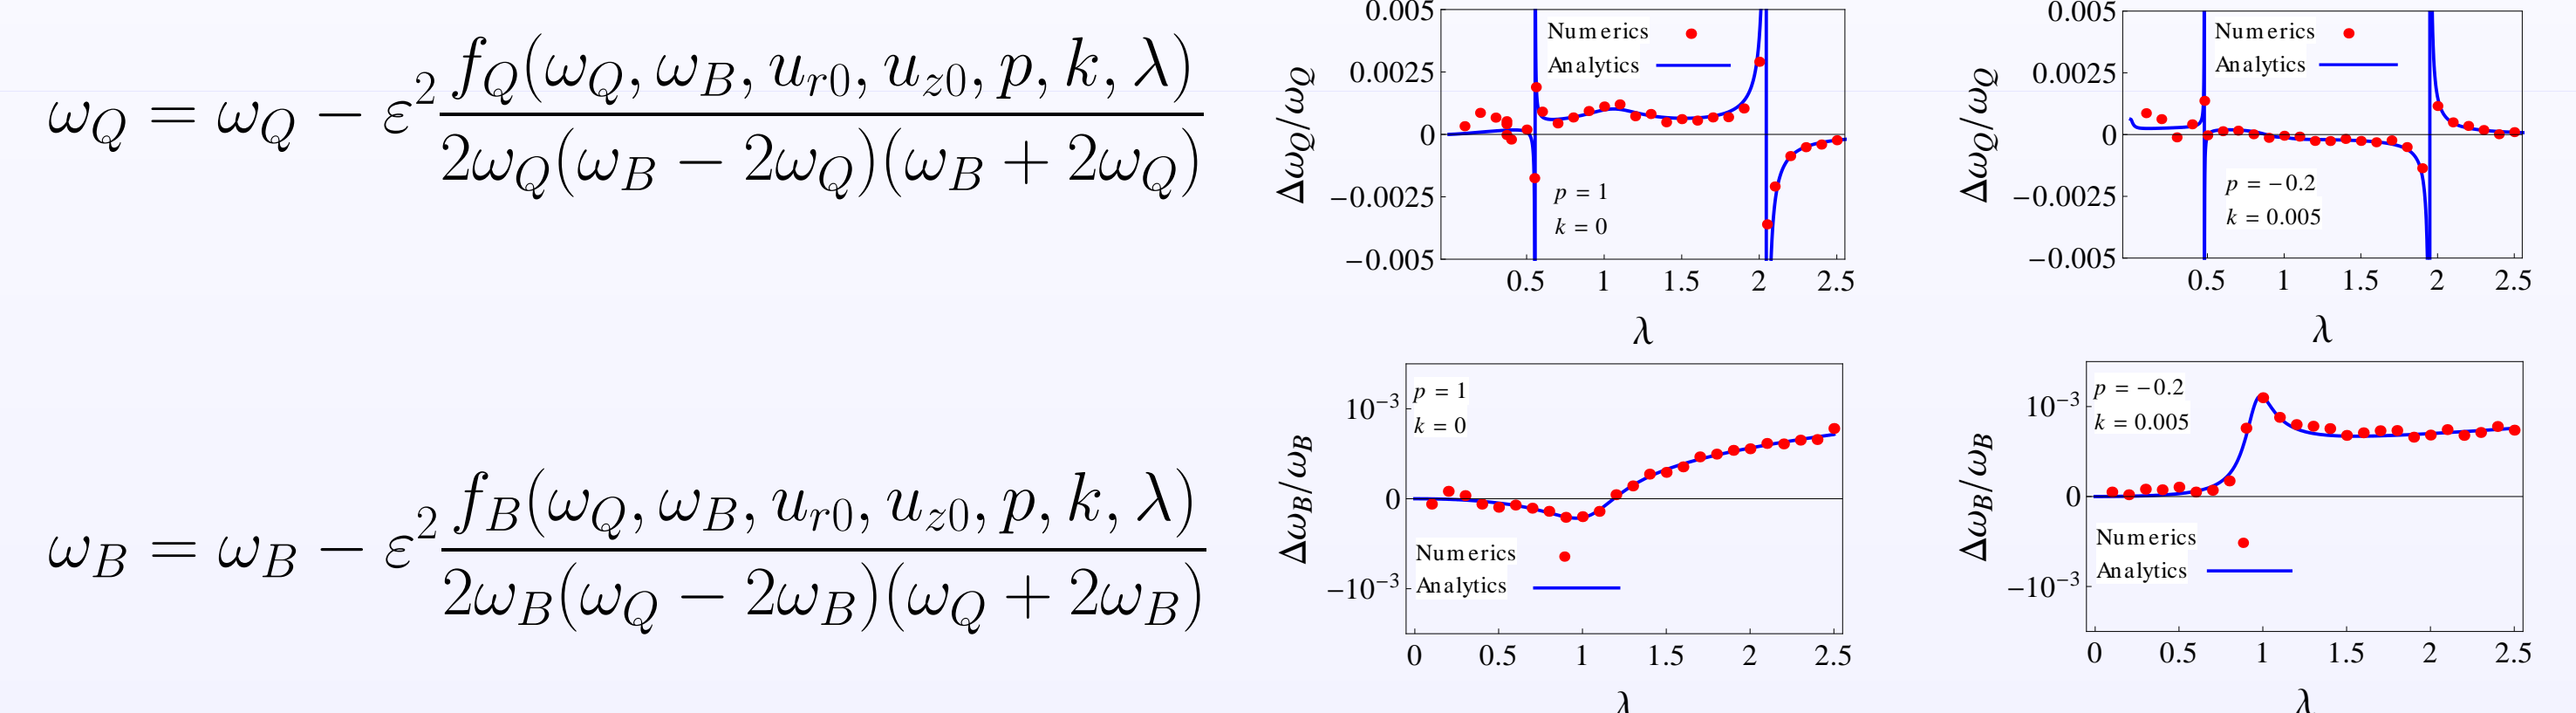 ω_Q = ω_Q − ε² f_Q(ω_Q, ω_B, u_{r0}, u_{z0}, p, k, λ) / 2ω_Q(ω_B − 2ω_Q)(ω_B + 2ω_Q)
0.005
0.0025
0
−0.0025
−0.005
Δω_Q/ω_Q
Numerics
Analytics
p = 1
k = 0
0.5 1 1.5 2 2.5
λ
0.005
0.0025
0
−0.0025
−0.005
Δω_Q/ω_Q
Numerics
Analytics
p = −0.2
k = 0.005
0.5 1 1.5 2 2.5
λ
ω_B = ω_B − ε² f_B(ω_Q, ω_B, u_{r0}, u_{z0}, p, k, λ) / 2ω_B(ω_Q − 2ω_B)(ω_Q + 2ω_B)
10⁻³
0
−10⁻³
Δω_B/ω_B
p = 1
k = 0
Numerics
Analytics
0 0.5 1 1.5 2 2.5
λ
10⁻³
0
−10⁻³
Δω_B/ω_B
p = −0.2
k = 0.005
Numerics
Analytics
0 0.5 1 1.5 2 2.5
λ